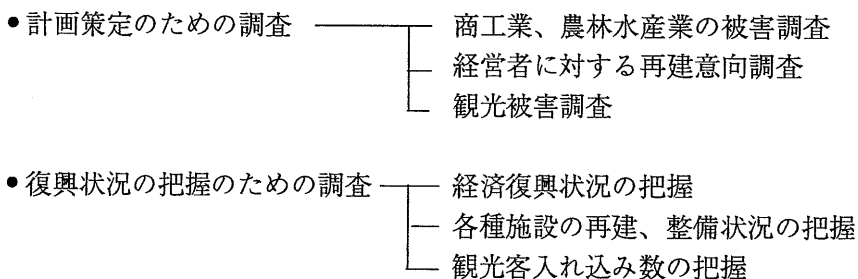 ●計画策定のための調査 商工業、農林水産業の被害調査
経営者に対する再建意向調査
観光被害調査
●復興状況の把握のための調査 経済復興状況の把握
各種施設の再建、整備状況の把握
観光客入れ込み数の把握